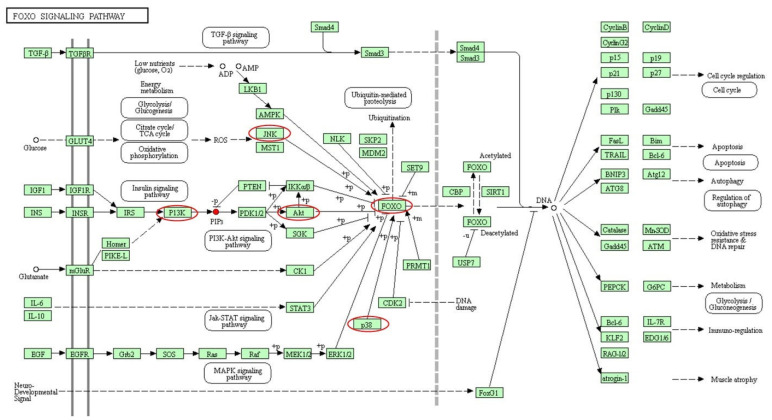 FOXO SIGNALING PATHWAY
TGF-β signaling
pathway
TGF-β
TGFβR
Smad4
Smad3
Smad4
Smad3
Low nutrients
(glucose, O2)
ADP
AMP
Energy
metabolism
LKB1
AMPK
Glycolysis/
Glucogenesis
Citrate cycle/
TCA cycle
Oxidative
phosphorylation
Glucose
GLUT4
ROS
JNK
MST1
Ubiquitin-mediated
proteolysis
Ubiquitination
NLK
SKP2
MDM2
SET9
+p
+p
+p
+m
IGF1
IGF1R
INS
INSR
IRS
Insulin signaling
pathway
PI3K
-p
PIP3
PTEN
PDK1/2
IKKαβ
Akt
SGK
+p
+p
+p
+p
+p
FOXO
+m
PI3K-Akt signaling
pathway
Homer
PIKE-L
Glutamate
mGluR
CK1
PRMT1
IL-6
IL-10
STAT3
CDK2
DNA
damage
Jak-STAT signaling
pathway
p38
EGF
EGFR
Grb2
SOS
Ras
Raf
+p
MEK1/2
+p
ERK1/2
MAPK signaling
pathway
Neuro-
Developmental
Signal
FoxG1
Acetylated
FOXO
CBP
SIRT1
FOXO
Deacetylated
-u
USP7
DNA
CyclinB
CyclinD
CyclinG2
p15
p19
p21
p27
p130
Plk
Gadd45
Cell cycle regulation
Cell cycle
FasL
Bim
TRAIL
Bcl-6
Apoptosis
Apoptosis
BNIP3
Atg12
ATG8
Autophagy
Regulation of
autophagy
Catalase
MnSOD
Gadd45
ATM
Oxidative stress
resistance &
DNA repair
PEPCK
G6PC
Metabolism
Glycolysis /
Gluconeogenesis
Bcl-6
IL-7R
KLF2
EDG1/6
RAG-1/2
Immuno-regulation
atrogin-1
Muscle atrophy